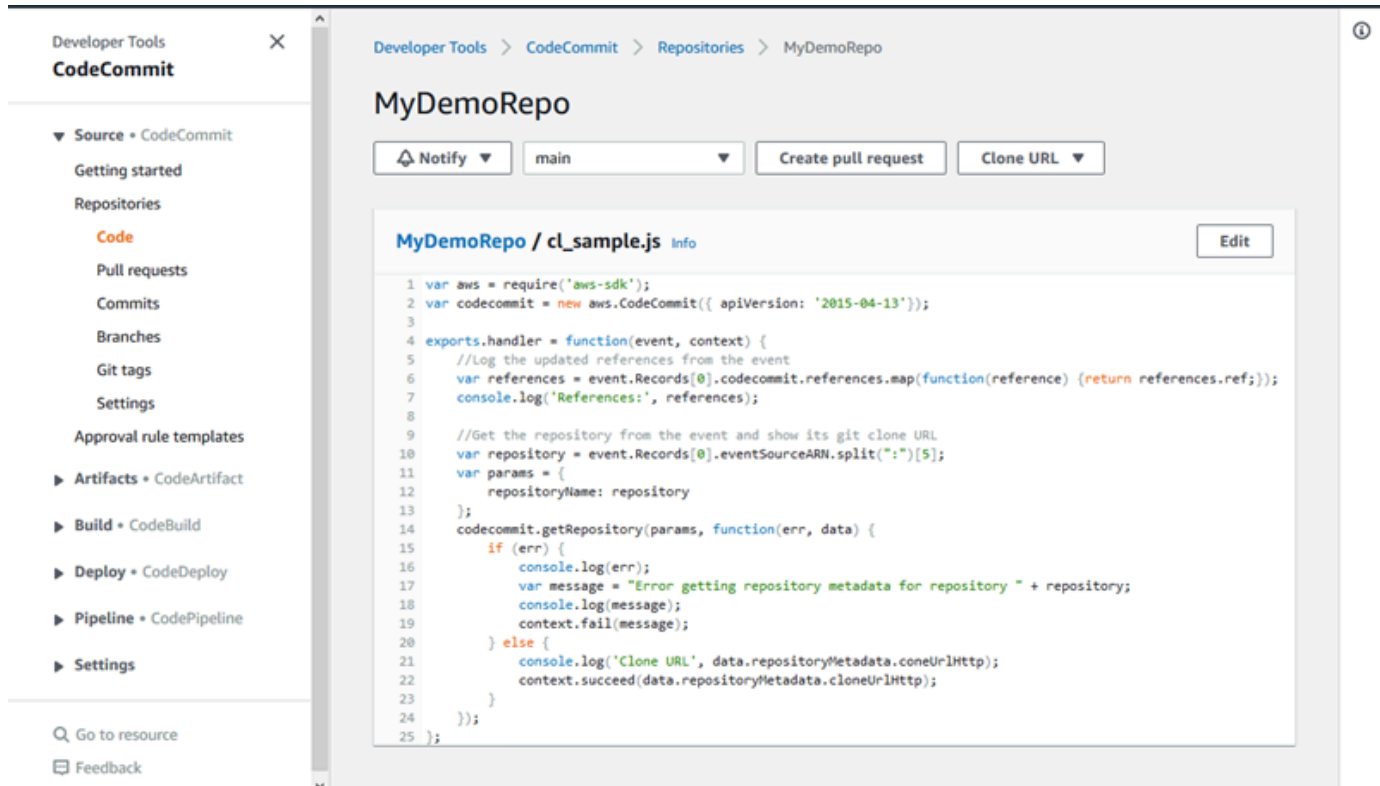 Developer Tools
CodeCommit
Source • CodeCommit
Getting started
Repositories
Code
Pull requests
Commits
Branches
Git tags
Settings
Approval rule templates
Artifacts • CodeArtifact
Build • CodeBuild
Deploy • CodeDeploy
Pipeline • CodePipeline
Settings
Go to resource
Feedback
Developer Tools > CodeCommit > Repositories > MyDemoRepo
MyDemoRepo
Notify main Create pull request Clone URL
MyDemoRepo / cl_sample.js Info Edit
1 var aws = require('aws-sdk');
2 var codecommit = new aws.CodeCommit({ apiVersion: '2015-04-13'});
3
4 exports.handler = function(event, context) {
5     //Log the updated references from the event
6     var references = event.Records[0].codecommit.references.map(function(reference) {return references.ref;});
7     console.log('References:', references);
8
9     //Get the repository from the event and show its git clone URL
10     var repository = event.Records[0].eventSourceARN.split(":")[5];
11     var params = {
12         repositoryName: repository
13     };
14     codecommit.getRepository(params, function(err, data) {
15         if (err) {
16             console.log(err);
17             var message = "Error getting repository metadata for repository " + repository;
18             console.log(message);
19             context.fail(message);
20         } else {
21             console.log('Clone URL', data.repositoryMetadata.coneUrlHttp);
22             context.succeed(data.repositoryMetadata.cloneUrlHttp);
23         }
24     });
25 };